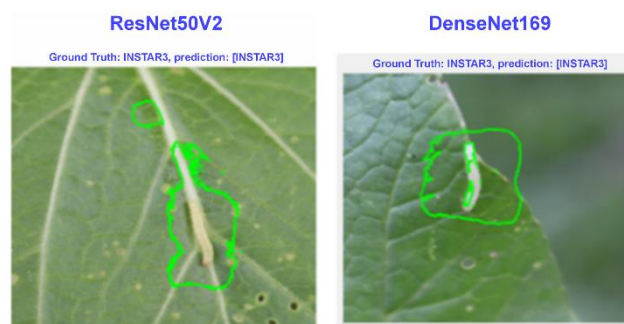 ResNet50V2
Ground Truth: INSTAR3, prediction: [INSTAR3]
DenseNet169
Ground Truth: INSTAR3, prediction: [INSTAR3]